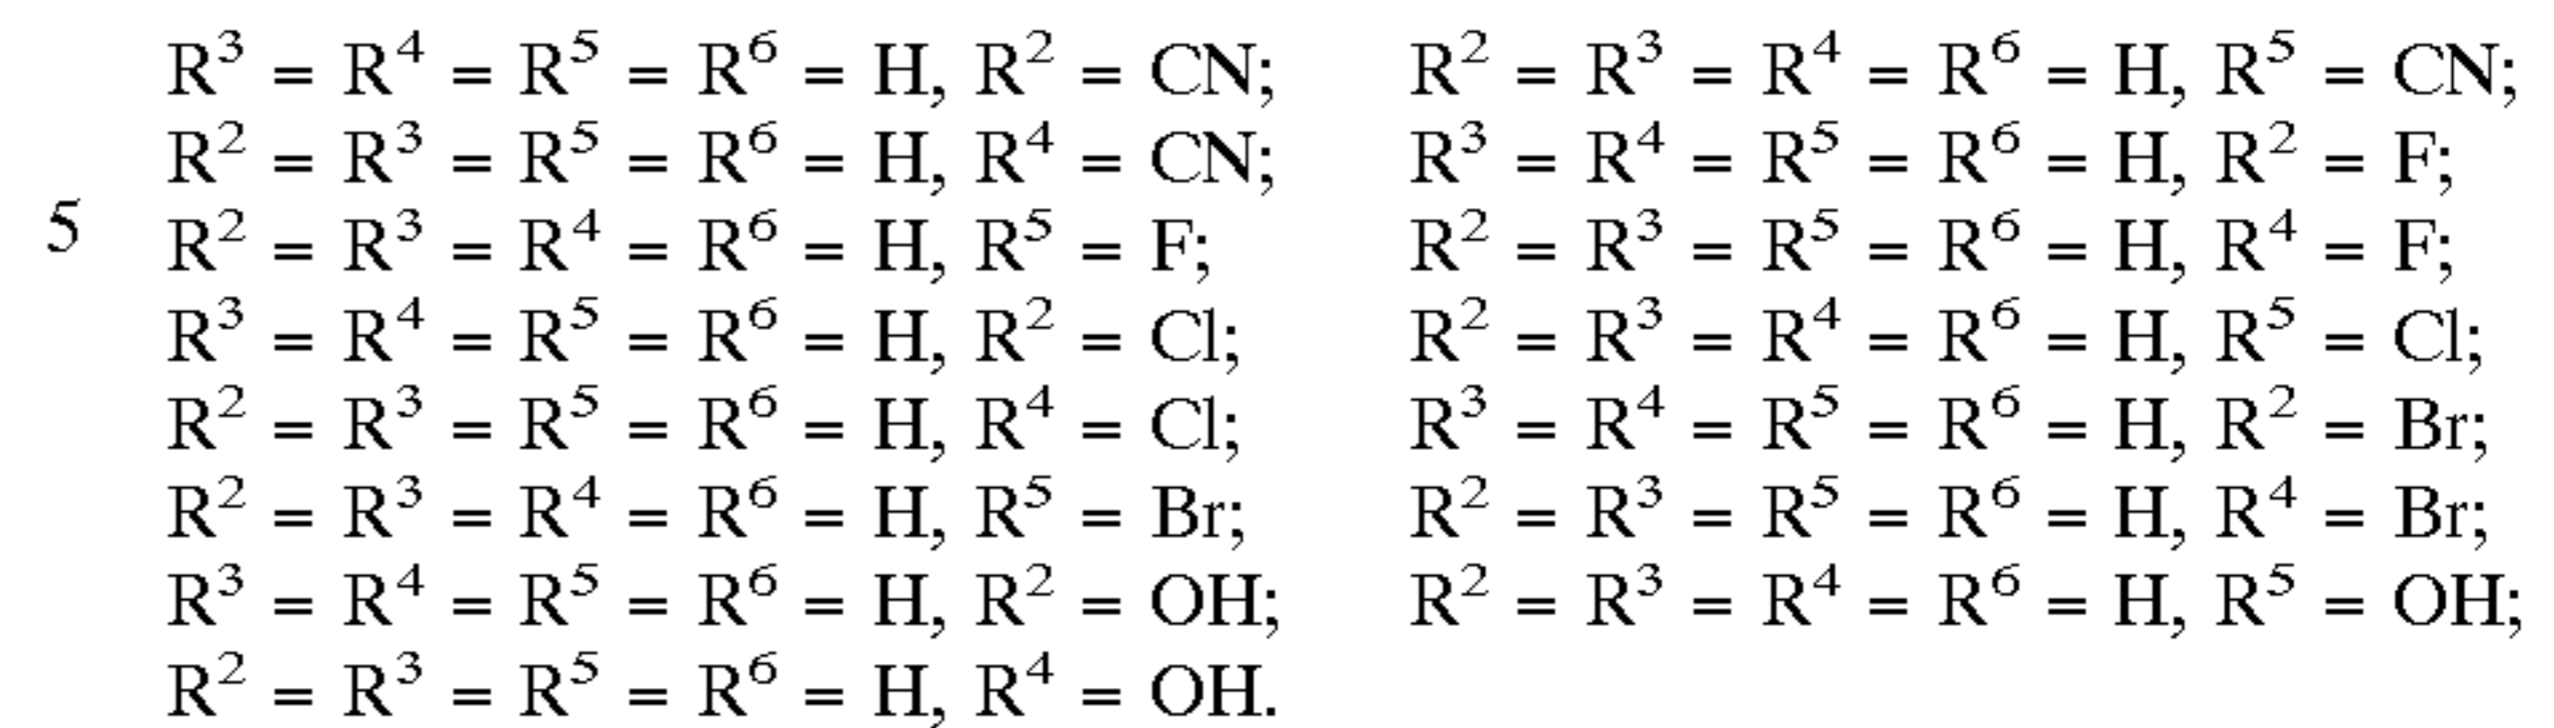 R³ = R⁴ = R⁵ = R⁶ = H, R² = CN; R² = R³ = R⁴ = R⁶ = H, R⁵ = CN;
R² = R³ = R⁵ = R⁶ = H, R⁴ = CN; R³ = R⁴ = R⁵ = R⁶ = H, R² = F;
5 R² = R³ = R⁴ = R⁶ = H, R⁵ = F; R² = R³ = R⁵ = R⁶ = H, R⁴ = F;
R³ = R⁴ = R⁵ = R⁶ = H, R² = Cl; R² = R³ = R⁴ = R⁶ = H, R⁵ = Cl;
R² = R³ = R⁵ = R⁶ = H, R⁴ = Cl; R³ = R⁴ = R⁵ = R⁶ = H, R² = Br;
R² = R³ = R⁴ = R⁶ = H, R⁵ = Br; R² = R³ = R⁵ = R⁶ = H, R⁴ = Br;
R³ = R⁴ = R⁵ = R⁶ = H, R² = OH; R² = R³ = R⁴ = R⁶ = H, R⁵ = OH;
R² = R³ = R⁵ = R⁶ = H, R⁴ = OH.